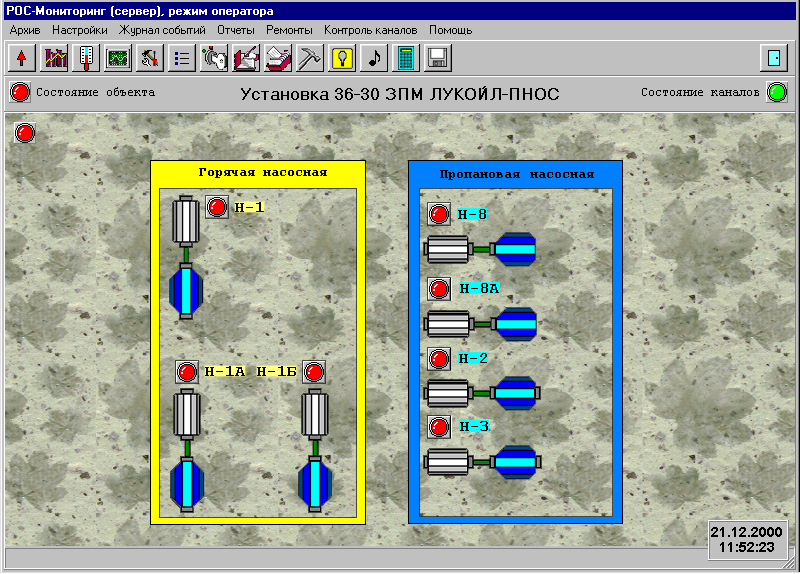 РОС-Мониторинг (сервер), режим оператора
Архив Настройки Журнал событий Отчеты Ремонты Контроль каналов Помощь
Состояние объекта Установка 36-30 ЗПМ ЛУКОЙЛ-ПНОС Состояние каналов
Горячая насосная
Н-1
Н-1А Н-1Б
Пропановая насосная
Н-8
Н-8А
Н-2
Н-3
21.12.2000
11:52:23